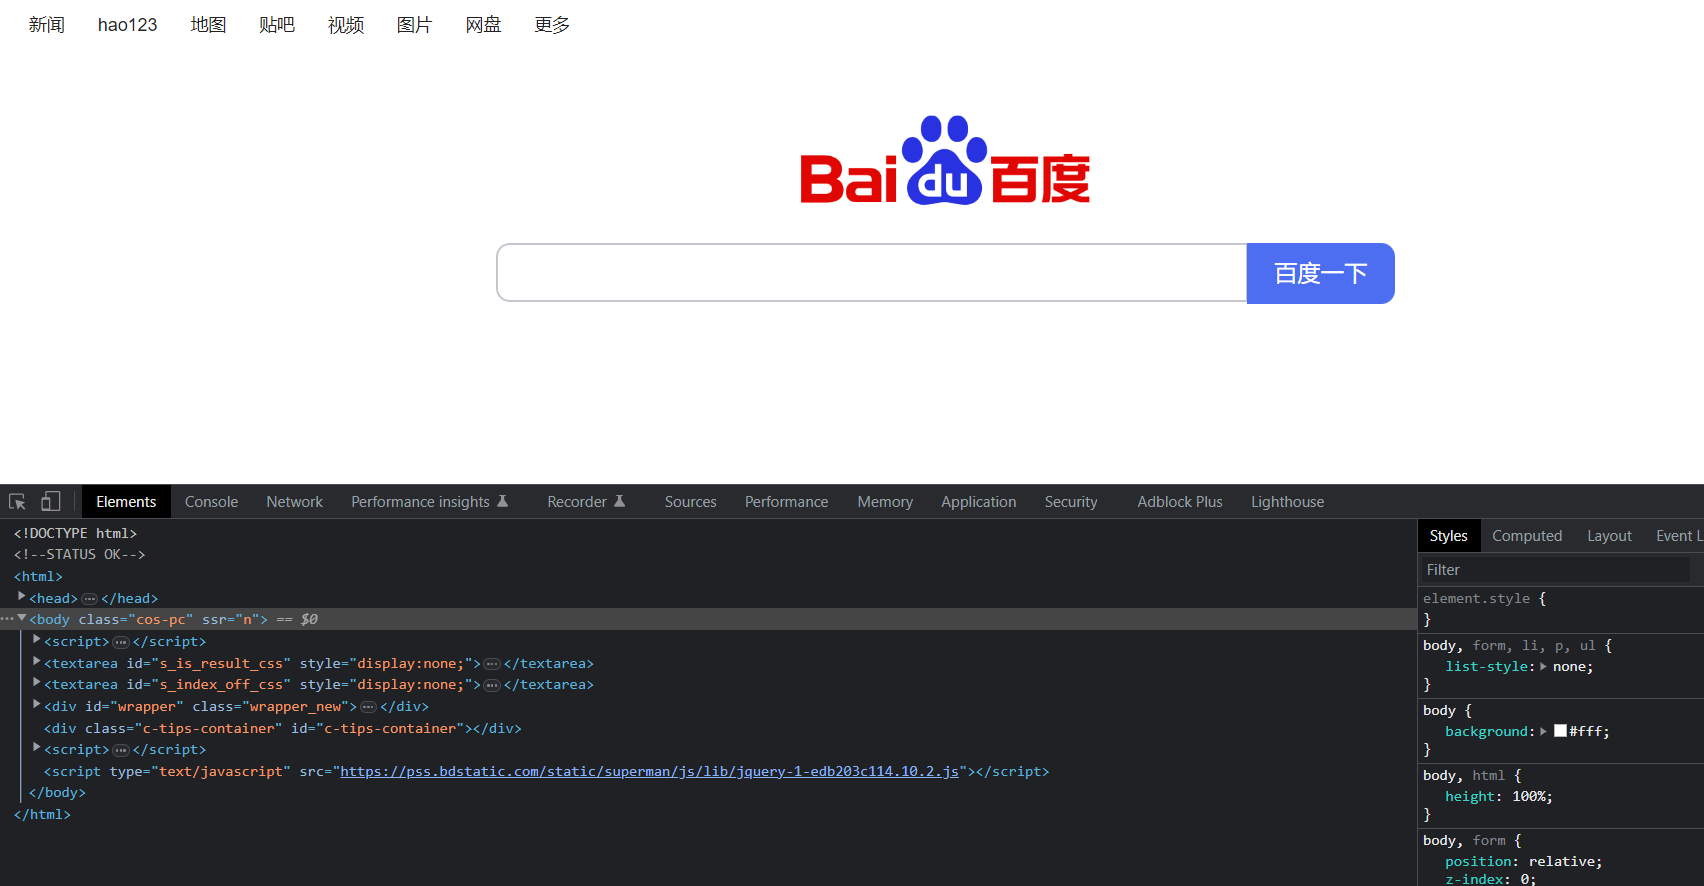 新闻 hao123 地图 贴吧 视频 图片 网盘 更多
Bai du 百度
百度一下
Elements Console Network Performance insights Recorder Sources Performance Memory Application Security Adblock Plus Lighthouse
<!DOCTYPE html>
<!--STATUS OK-->
<html>
<head>⋯</head>
⋯<body class="cos-pc" ssr="n"> == $0
<script>⋯</script>
<textarea id="s_is_result_css" style="display:none;">⋯</textarea>
<textarea id="s_index_off_css" style="display:none;">⋯</textarea>
<div id="wrapper" class="wrapper_new">⋯</div>
<div class="c-tips-container" id="c-tips-container"></div>
<script>⋯</script>
<script type="text/javascript" src="https://pss.bdstatic.com/static/superman/js/lib/jquery-1-edb203c114.10.2.js"></script>
</body>
</html>
Styles Computed Layout Event L
Filter
element.style {
}
body, form, li, p, ul {
list-style: none;
}
body {
background: #fff;
}
body, html {
height: 100%;
}
body, form {
position: relative;
z-index: 0;